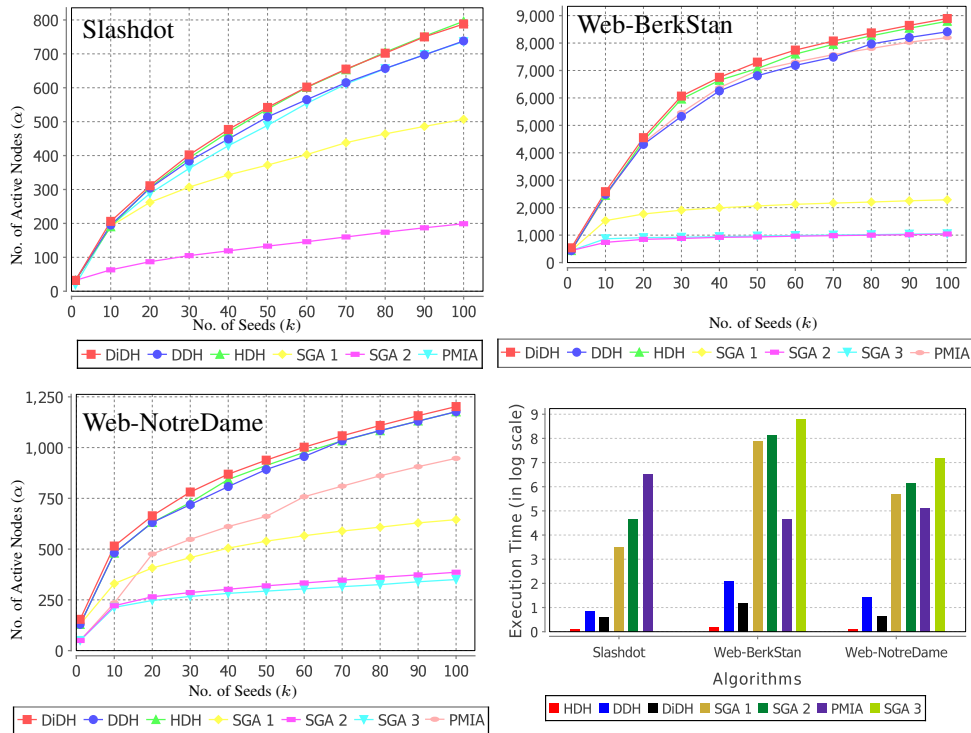 Slashdot
800
700
600
500
400
300
200
100
0
No. of Active Nodes (α)
0 10 20 30 40 50 60 70 80 90 100
No. of Seeds (k)
DiDH DDH HDH SGA 1 SGA 2 PMIA
Web-BerkStan
9,000
8,000
7,000
6,000
5,000
4,000
3,000
2,000
1,000
0
No. of Active Nodes (α)
0 10 20 30 40 50 60 70 80 90 100
No. of Seeds (k)
DiDH DDH HDH SGA 1 SGA 2 SGA 3 PMIA
Web-NotreDame
1,250
1,000
750
500
250
0
No. of Active Nodes (α)
0 10 20 30 40 50 60 70 80 90 100
No. of Seeds (k)
DiDH DDH HDH SGA 1 SGA 2 SGA 3 PMIA
9
8
7
6
5
4
3
2
1
0
Execution Time (in log scale)
Slashdot Web-BerkStan Web-NotreDame
Algorithms
HDH DDH DiDH SGA 1 SGA 2 PMIA SGA 3